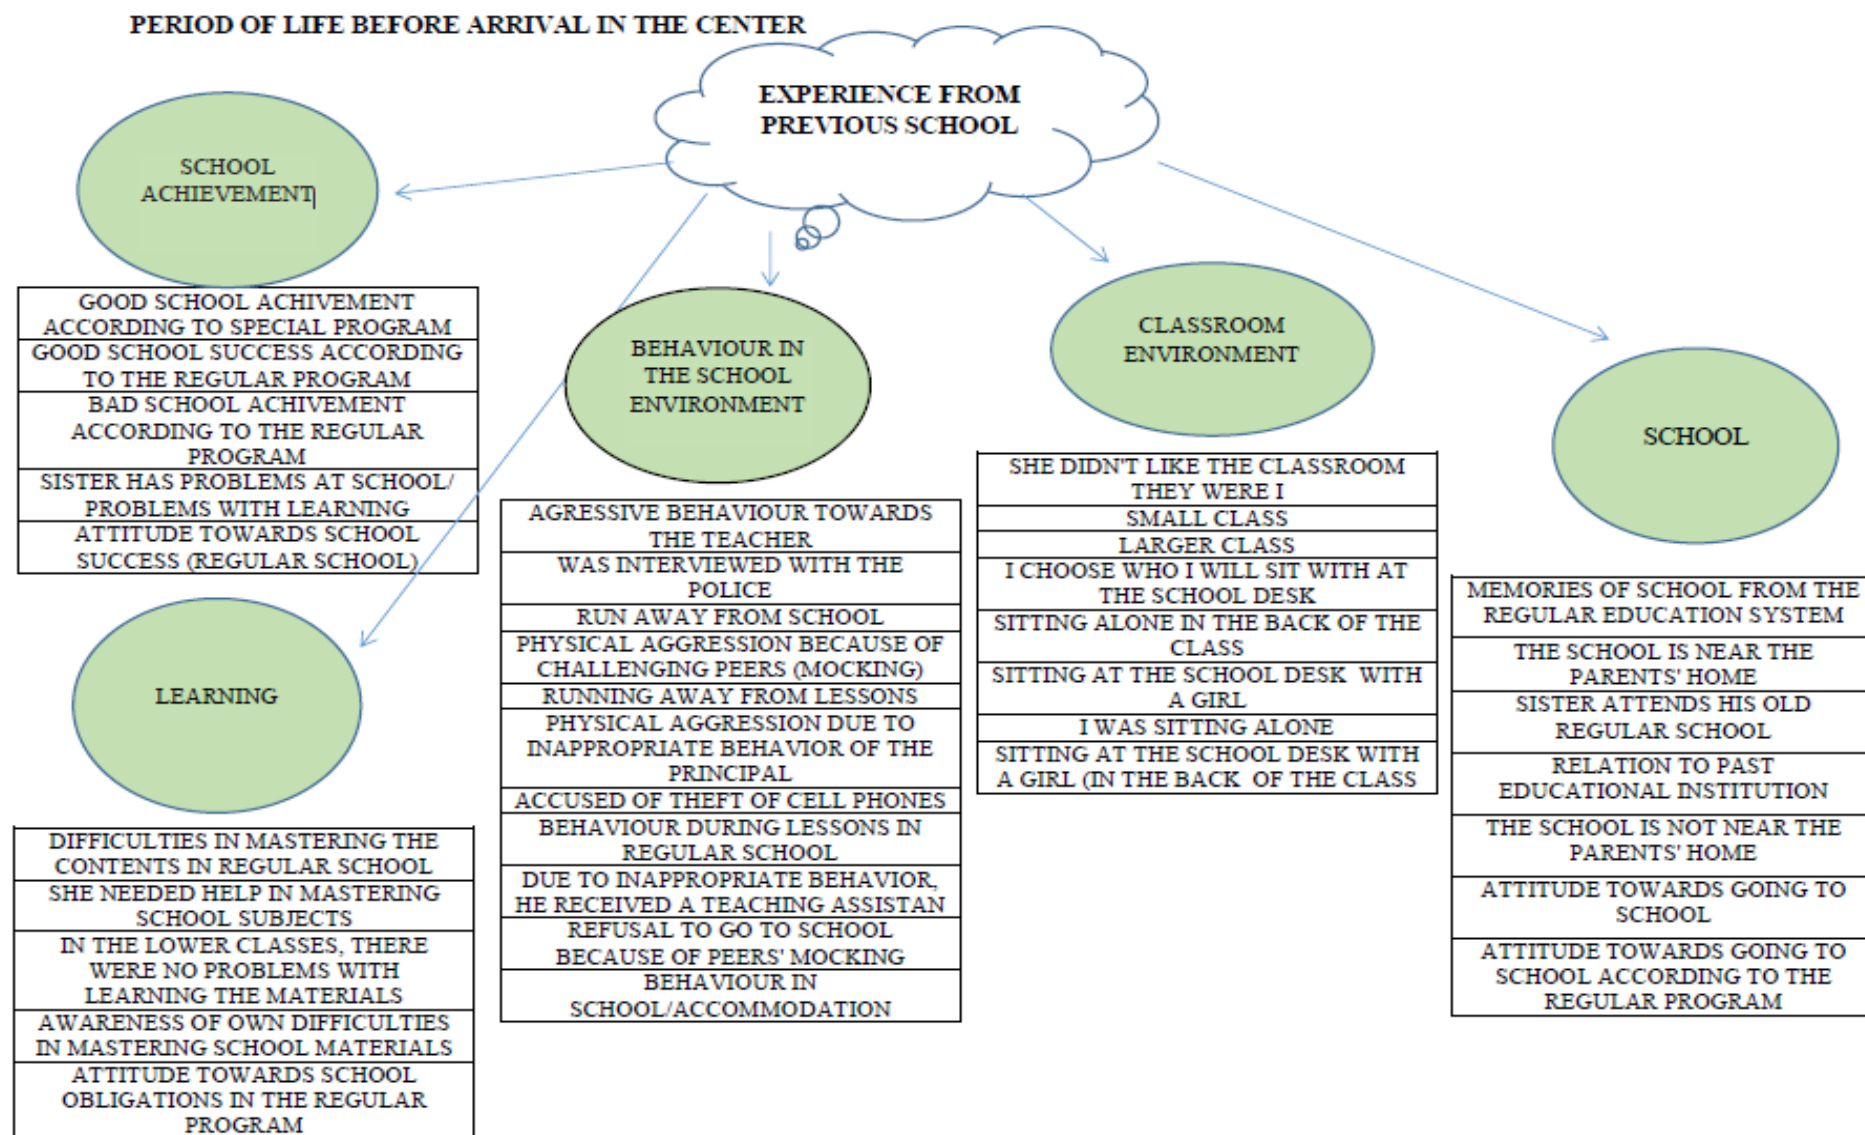 PERIOD OF LIFE BEFORE ARRIVAL IN THE CENTER
EXPERIENCE FROM
PREVIOUS SCHOOL
SCHOOL
ACHIEVEMENT
GOOD SCHOOL ACHIVEMENT
ACCORDING TO SPECIAL PROGRAM
GOOD SCHOOL SUCCESS ACCORDING
TO THE REGULAR PROGRAM
BAD SCHOOL ACHIVEMENT
ACCORDING TO THE REGULAR
PROGRAM
SISTER HAS PROBLEMS AT SCHOOL/
PROBLEMS WITH LEARNING
ATTITUDE TOWARDS SCHOOL
SUCCESS (REGULAR SCHOOL)
LEARNING
DIFFICULTIES IN MASTERING THE
CONTENTS IN REGULAR SCHOOL
SHE NEEDED HELP IN MASTERING
SCHOOL SUBJECTS
IN THE LOWER CLASSES, THERE
WERE NO PROBLEMS WITH
LEARNING THE MATERIALS
AWARENESS OF OWN DIFFICULTIES
IN MASTERING SCHOOL MATERIALS
ATTITUDE TOWARDS SCHOOL
OBLIGATIONS IN THE REGULAR
PROGRAM
BEHAVIOUR IN
THE SCHOOL
ENVIRONMENT
AGRESSIVE BEHAVIOUR TOWARDS
THE TEACHER
WAS INTERVIEWED WITH THE
POLICE
RUN AWAY FROM SCHOOL
PHYSICAL AGGRESSION BECAUSE OF
CHALLENGING PEERS (MOCKING)
RUNNING AWAY FROM LESSONS
PHYSICAL AGGRESSION DUE TO
INAPPROPRIATE BEHAVIOR OF THE
PRINCIPAL
ACCUSED OF THEFT OF CELL PHONES
BEHAVIOUR DURING LESSONS IN
REGULAR SCHOOL
DUE TO INAPPROPRIATE BEHAVIOR,
HE RECEIVED A TEACHING ASSISTAN
REFUSAL TO GO TO SCHOOL
BECAUSE OF PEERS' MOCKING
BEHAVIOUR IN
SCHOOL/ACCOMMODATION
CLASSROOM
ENVIRONMENT
SHE DIDN'T LIKE THE CLASSROOM
THEY WERE I
SMALL CLASS
LARGER CLASS
I CHOOSE WHO I WILL SIT WITH AT
THE SCHOOL DESK
SITTING ALONE IN THE BACK OF THE
CLASS
SITTING AT THE SCHOOL DESK WITH
A GIRL
I WAS SITTING ALONE
SITTING AT THE SCHOOL DESK WITH
A GIRL (IN THE BACK OF THE CLASS
SCHOOL
MEMORIES OF SCHOOL FROM THE
REGULAR EDUCATION SYSTEM
THE SCHOOL IS NEAR THE
PARENTS' HOME
SISTER ATTENDS HIS OLD
REGULAR SCHOOL
RELATION TO PAST
EDUCATIONAL INSTITUTION
THE SCHOOL IS NOT NEAR THE
PARENTS' HOME
ATTITUDE TOWARDS GOING TO
SCHOOL
ATTITUDE TOWARDS GOING TO
SCHOOL ACCORDING TO THE
REGULAR PROGRAM